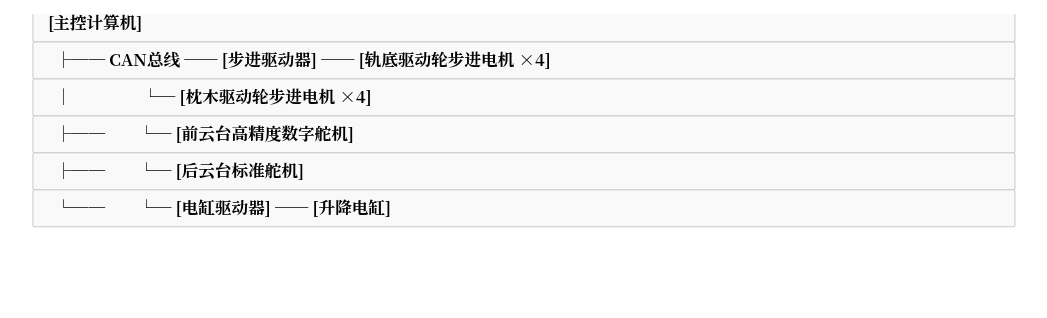 [主控计算机]
├── CAN总线 ── [步进驱动器] ── [轨底驱动轮步进电机 ×4]
│ └─ [枕木驱动轮步进电机 ×4]
├── └─ [前云台高精度数字舵机]
├── └─ [后云台标准舵机]
└── └─ [电缸驱动器] ── [升降电缸]